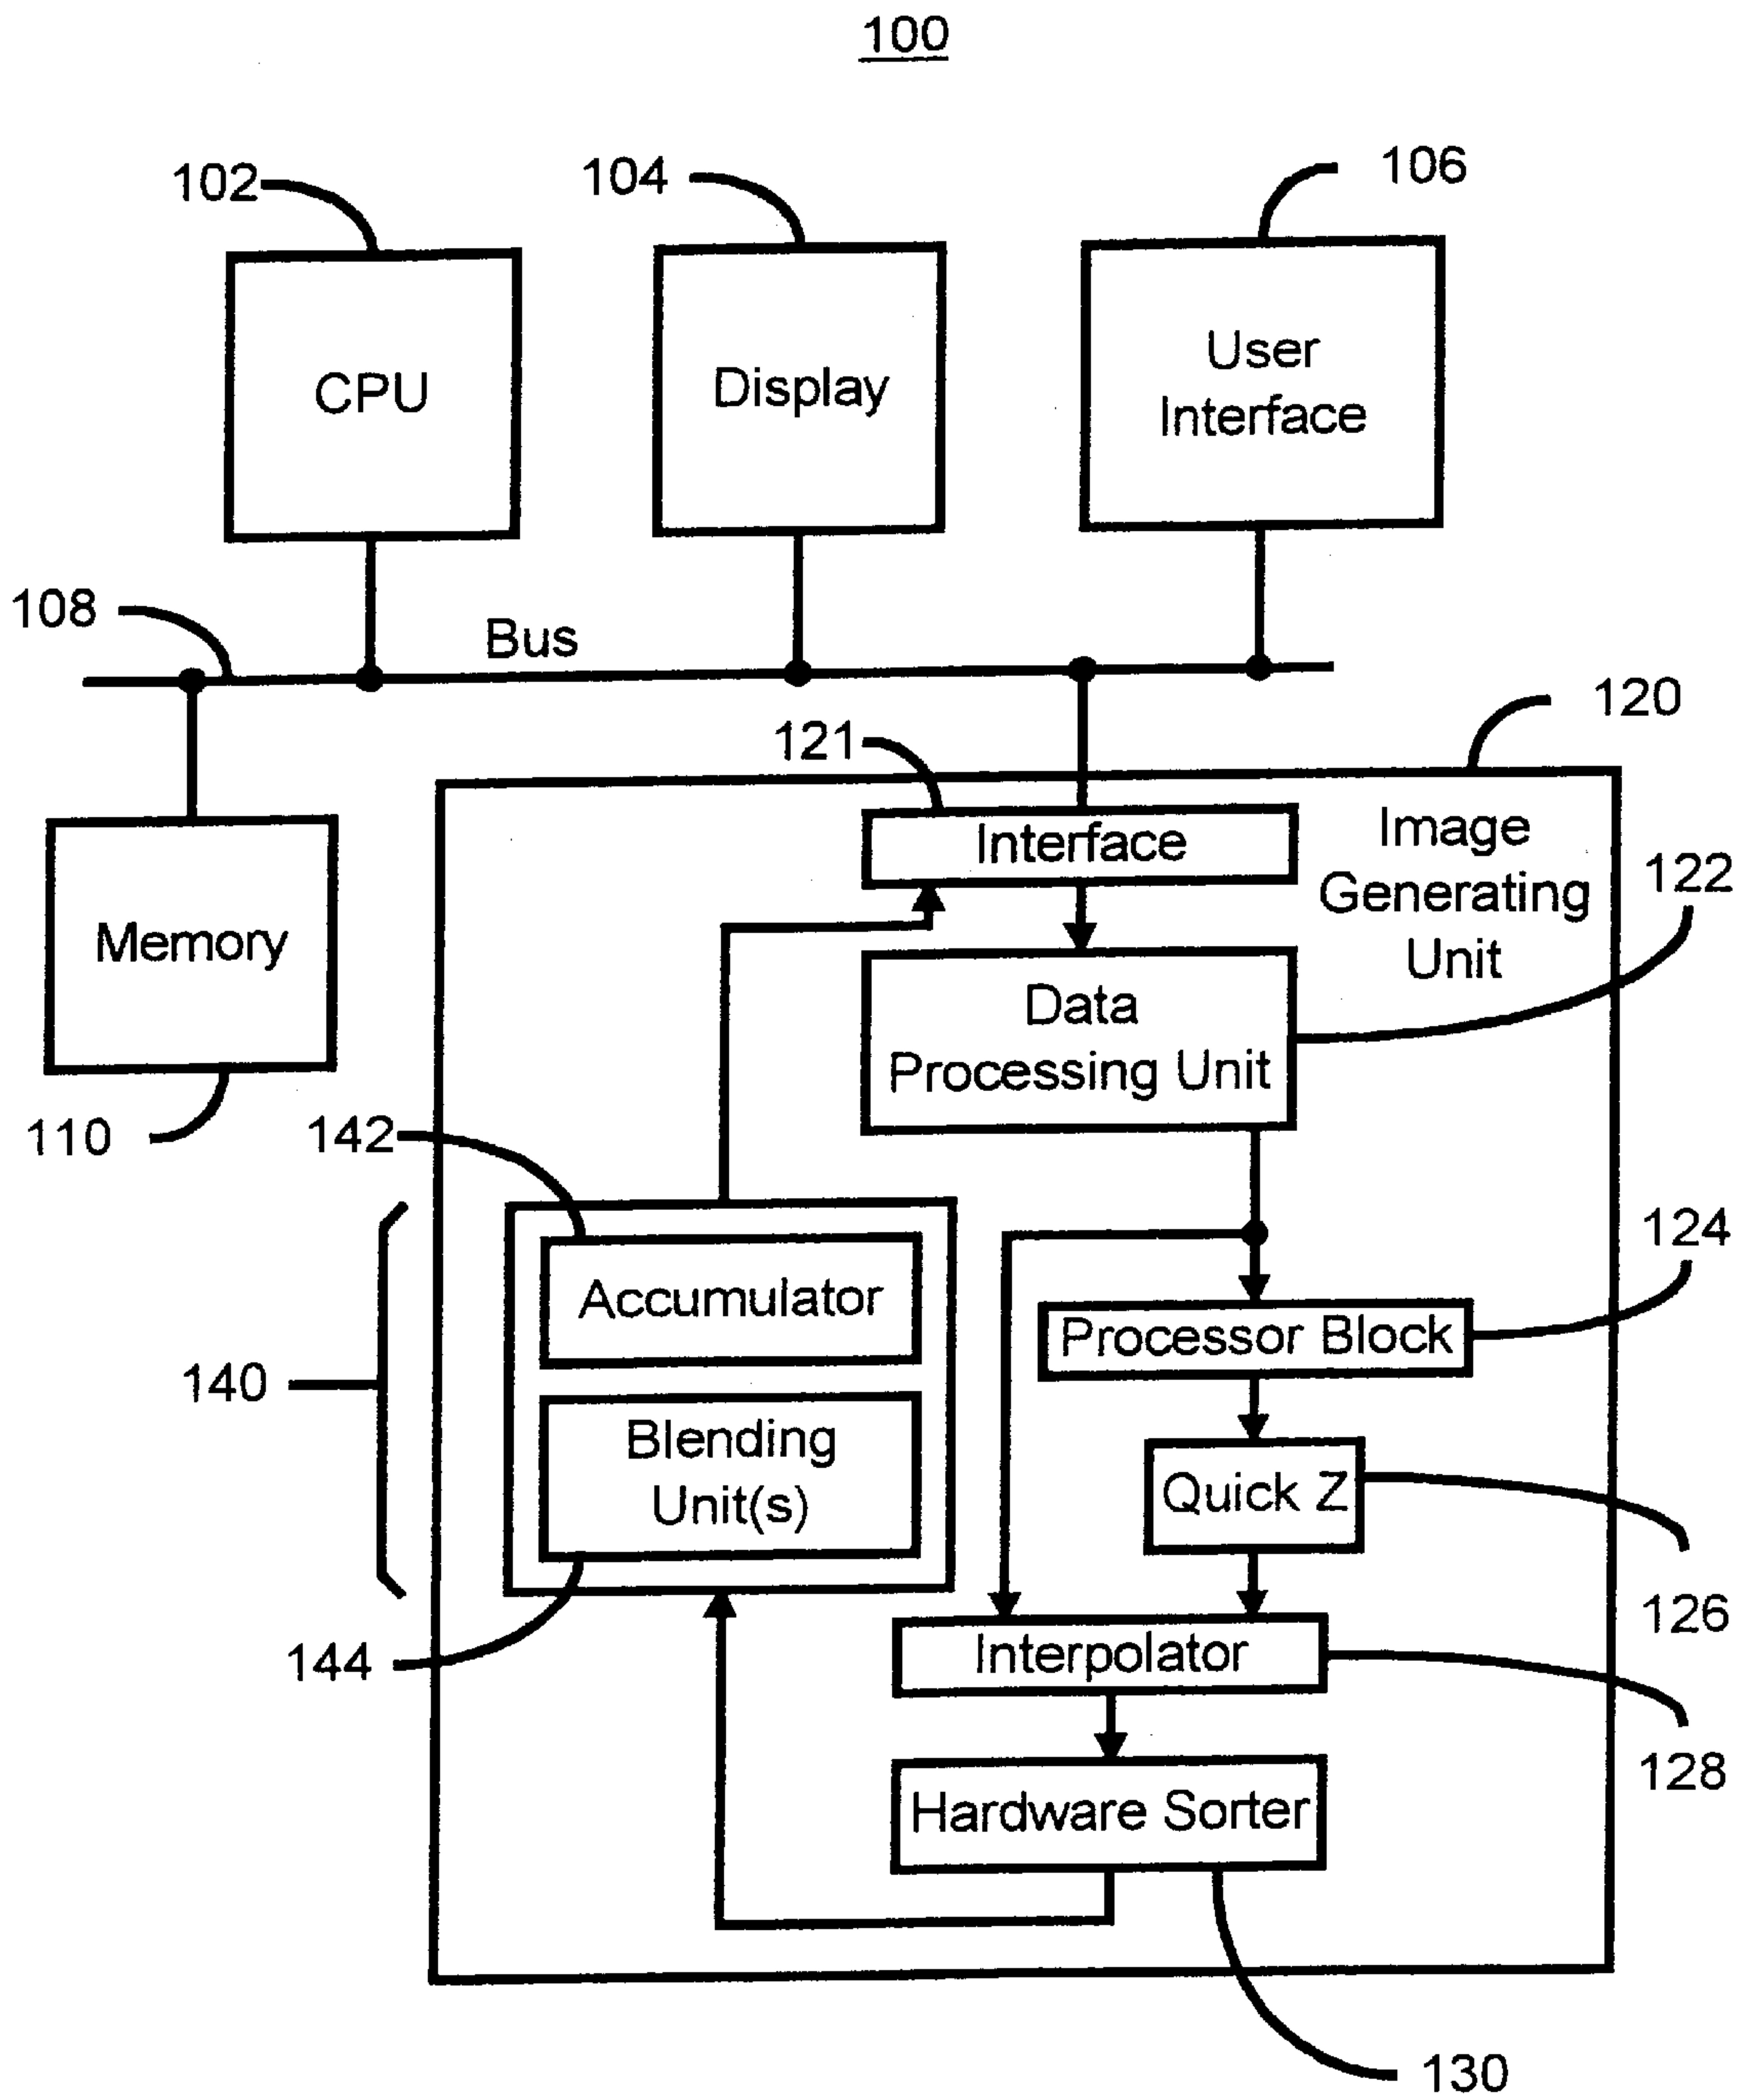 100
102
104
106
CPU
Display
User
Interface
108
Bus
120
121
Interface
Image
Generating
Unit
122
Memory
Data
Processing Unit
110
142
124
Accumulator
Processor Block
140
Blending
Unit(s)
Quick Z
126
144
Interpolator
128
Hardware Sorter
130